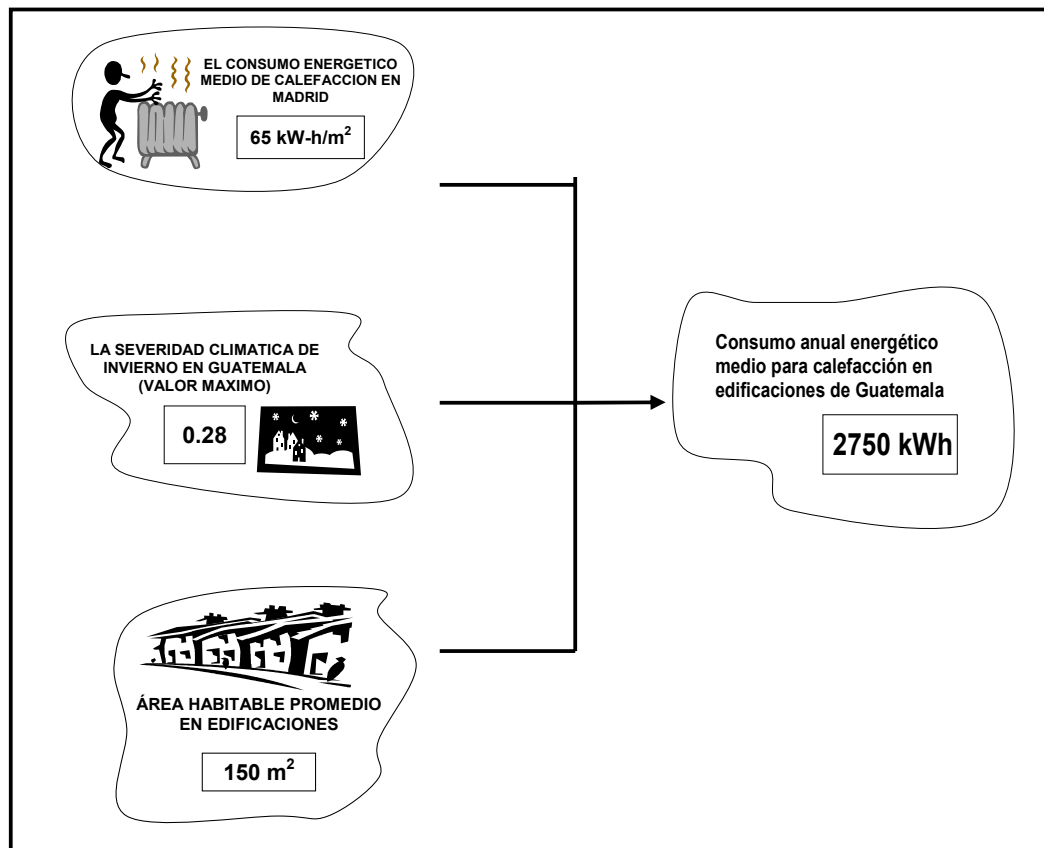 EL CONSUMO ENERGETICO
MEDIO DE CALEFACCION EN
MADRID
65 kW-h/m²
LA SEVERIDAD CLIMATICA DE
INVIERNO EN GUATEMALA
(VALOR MAXIMO)
0.28
ÁREA HABITABLE PROMEDIO
EN EDIFICACIONES
150 m²
Consumo anual energético
medio para calefacción en
edificaciones de Guatemala
2750 kWh